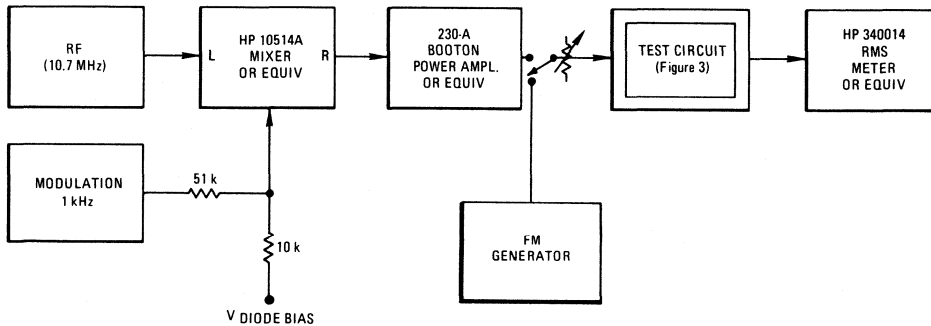 RF
(10.7 MHz)
L
HP 10514A
MIXER
OR EQUIV
R
230-A
BOOTON
POWER AMPL.
OR EQUIV
TEST CIRCUIT
(Figure 3)
HP 340014
RMS
METER
OR EQUIV
MODULATION
1 kHz
51 k
10 k
V DIODE BIAS
FM
GENERATOR